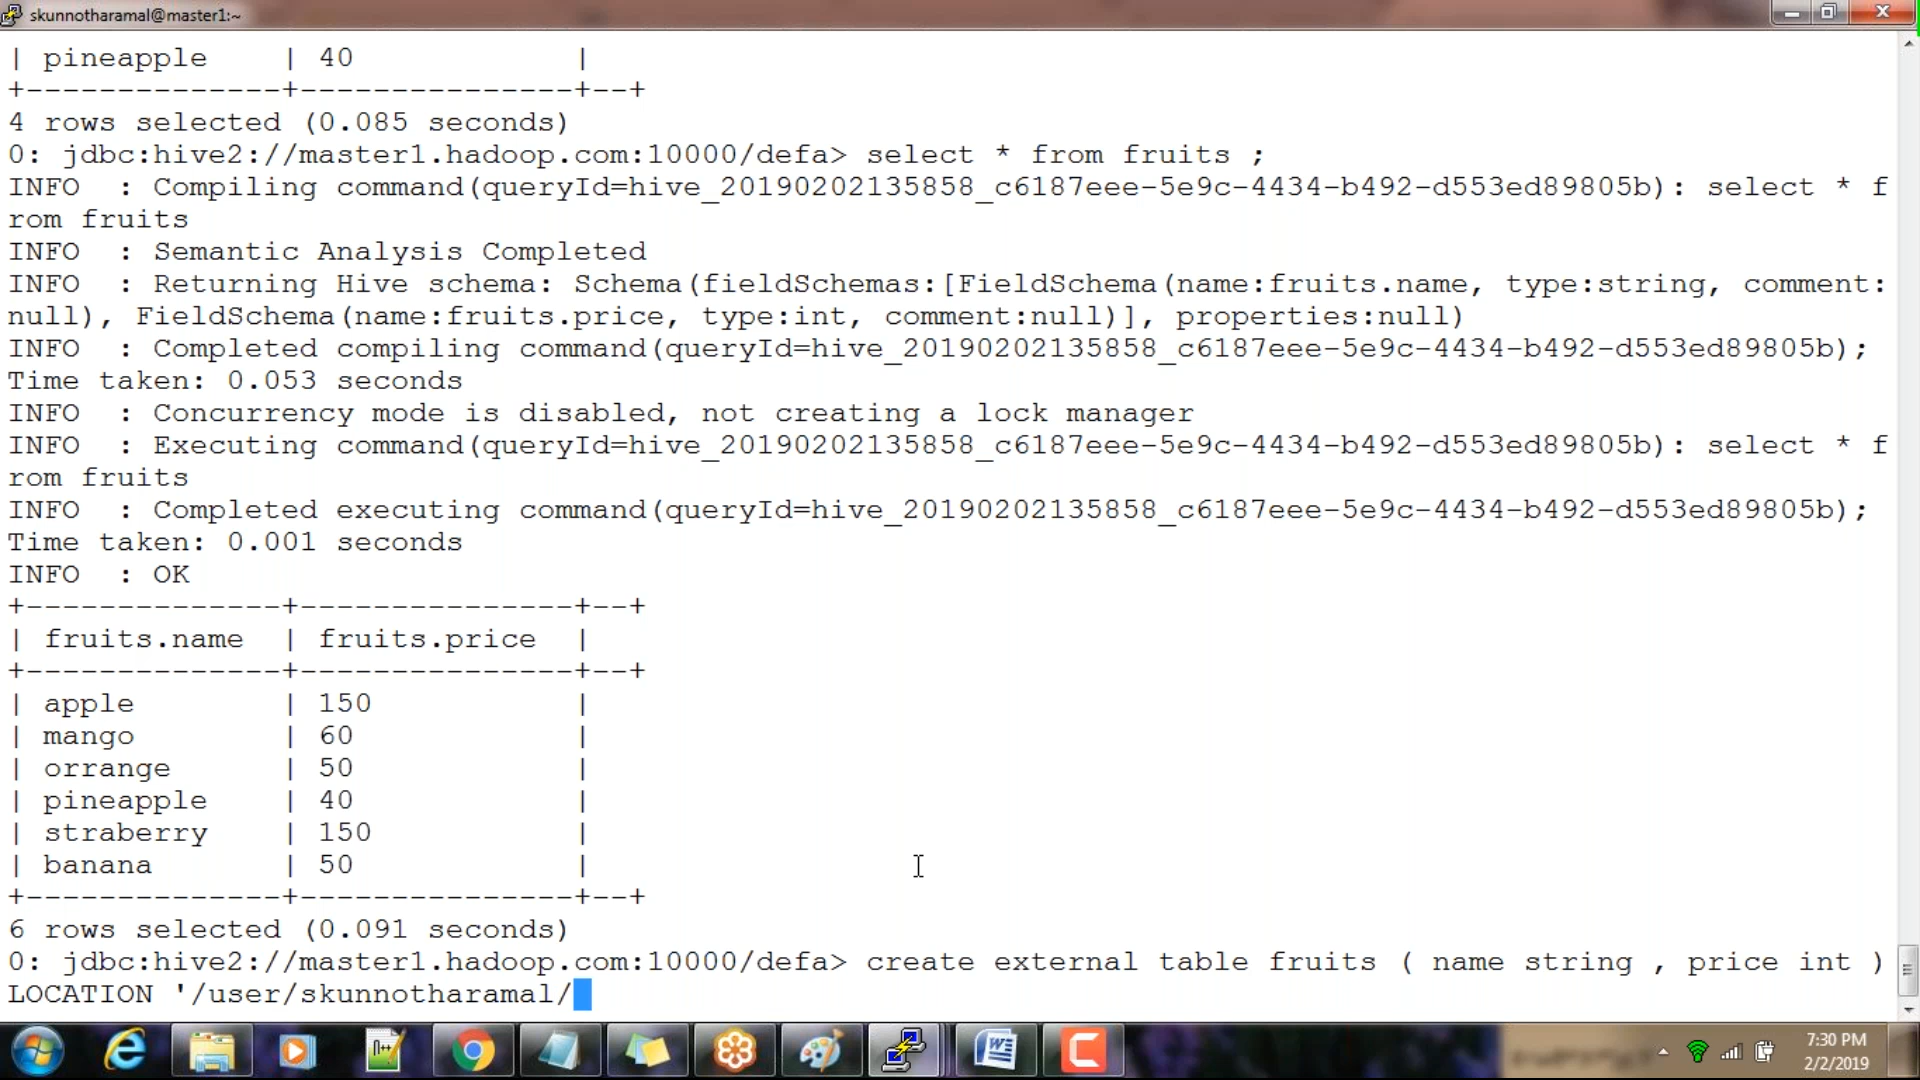 skunnotharamal@master1:~
| pineapple | 40 |
+--------------+---------------+--+
4 rows selected (0.085 seconds)
0: jdbc:hive2://master1.hadoop.com:10000/defa> select * from fruits ;
INFO : Compiling command(queryId=hive_20190202135858_c6187eee-5e9c-4434-b492-d553ed89805b): select * f
rom fruits
INFO : Semantic Analysis Completed
INFO : Returning Hive schema: Schema(fieldSchemas:[FieldSchema(name:fruits.name, type:string, comment:
null), FieldSchema(name:fruits.price, type:int, comment:null)], properties:null)
INFO : Completed compiling command(queryId=hive_20190202135858_c6187eee-5e9c-4434-b492-d553ed89805b);
Time taken: 0.053 seconds
INFO : Concurrency mode is disabled, not creating a lock manager
INFO : Executing command(queryId=hive_20190202135858_c6187eee-5e9c-4434-b492-d553ed89805b): select * f
rom fruits
INFO : Completed executing command(queryId=hive_20190202135858_c6187eee-5e9c-4434-b492-d553ed89805b);
Time taken: 0.001 seconds
INFO : OK
+--------------+---------------+--+
| fruits.name | fruits.price |
+--------------+---------------+--+
| apple | 150 |
| mango | 60 |
| orrange | 50 |
| pineapple | 40 |
| straberry | 150 |
| banana | 50 |
+--------------+---------------+--+
6 rows selected (0.091 seconds)
0: jdbc:hive2://master1.hadoop.com:10000/defa> create external table fruits ( name string , price int )
LOCATION '/user/skunnotharamal/
7:30 PM
2/2/2019